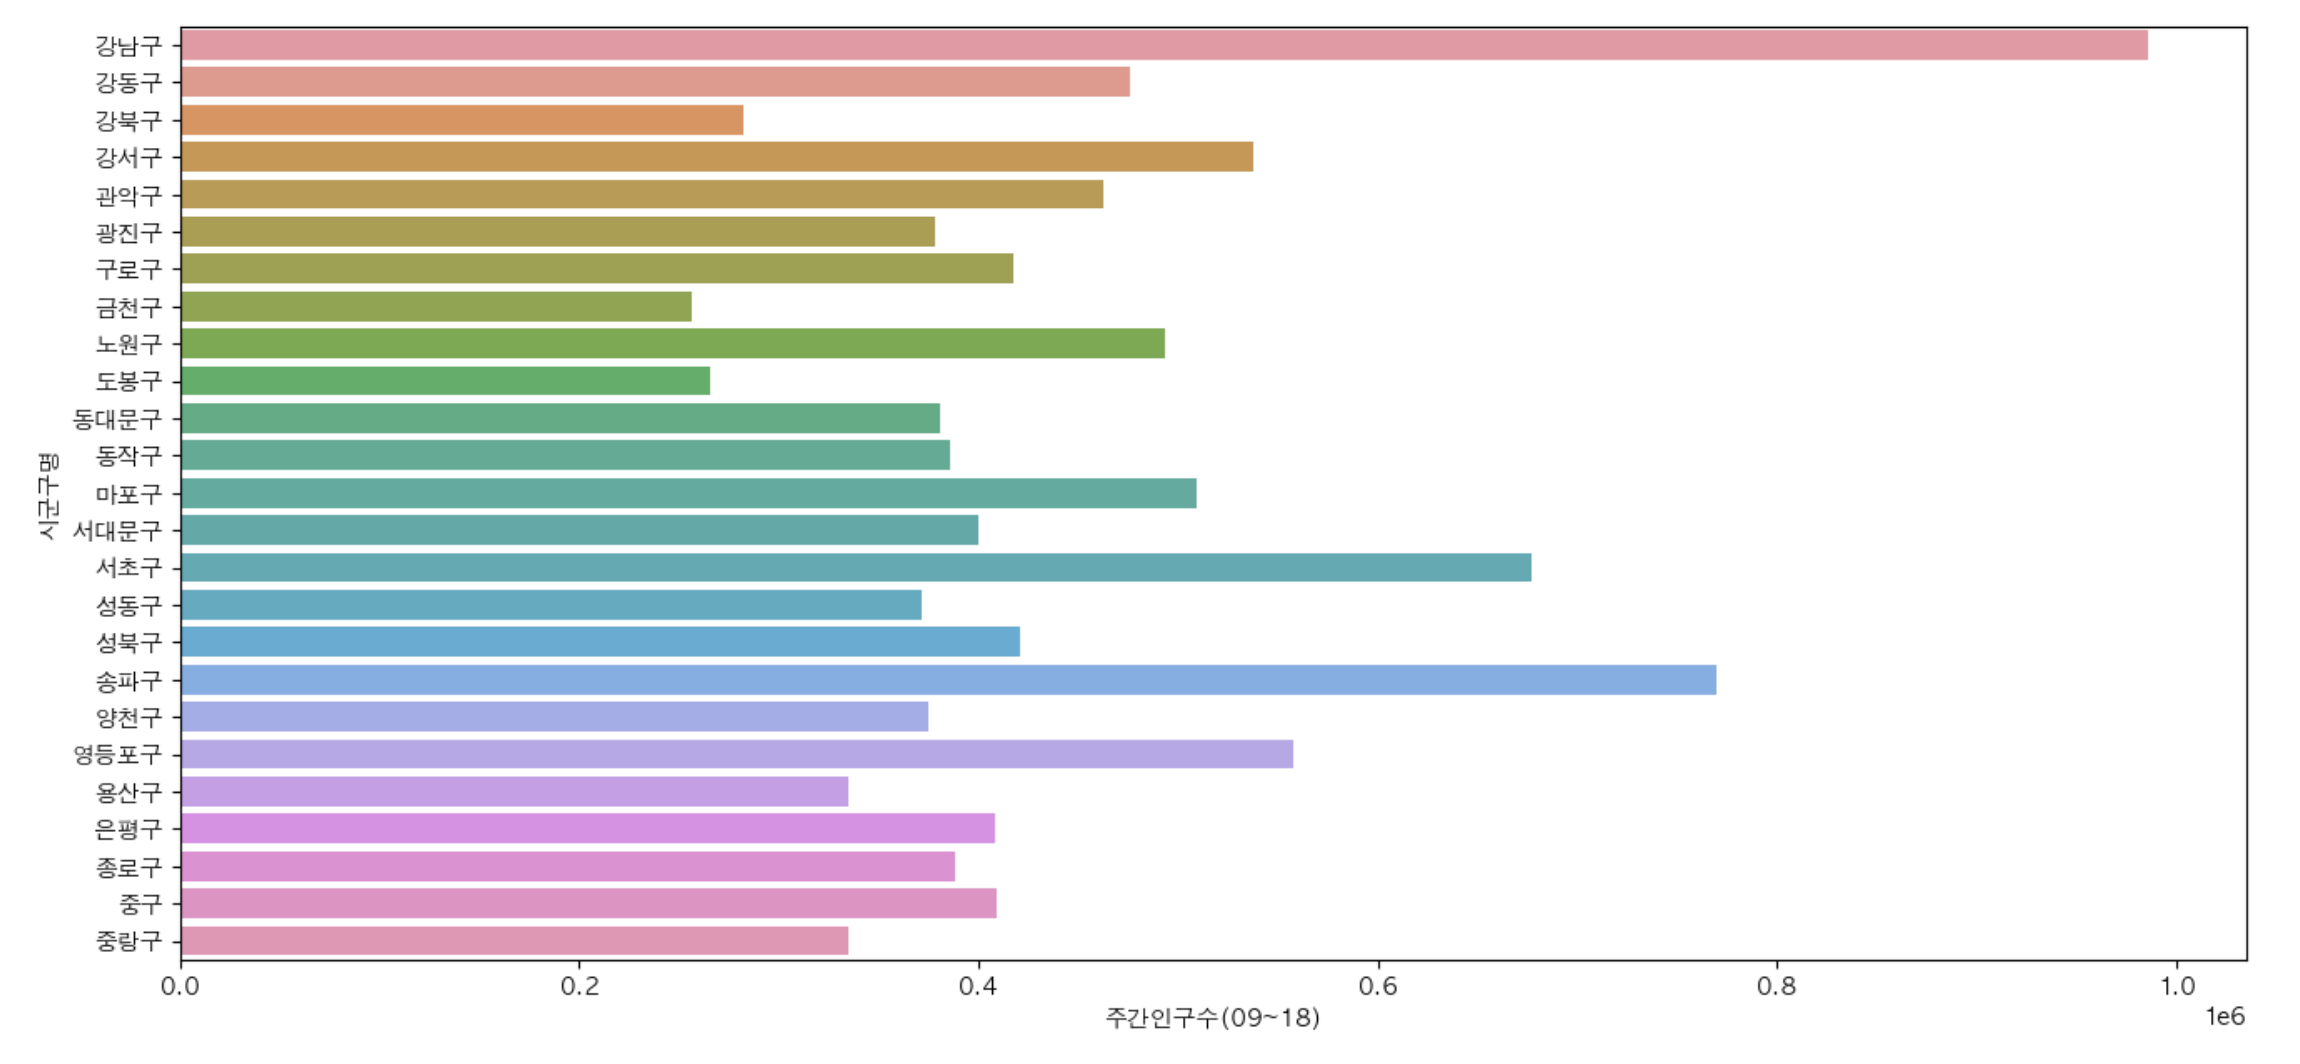 강남구
강동구
강북구
강서구
관악구
광진구
구로구
금천구
노원구
도봉구
동대문구
동작구
마포구
서대문구
서초구
성동구
성북구
송파구
양천구
영등포구
용산구
은평구
종로구
중구
중랑구
시군구명
0.0 0.2 0.4 0.6 0.8 1.0
주간인구수(09~18)
1e6